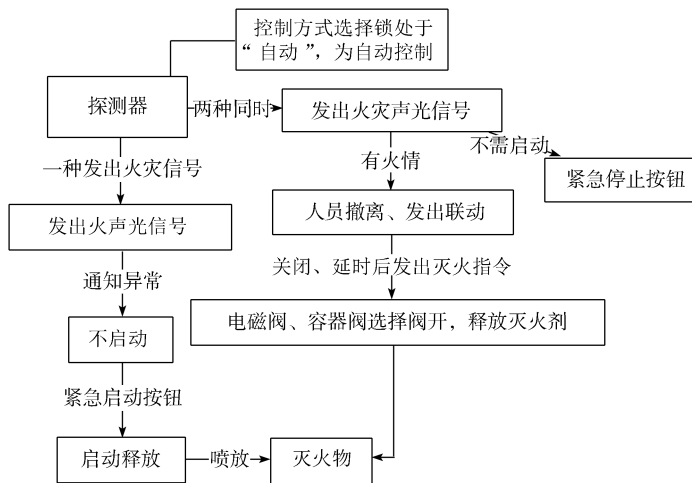 控制方式选择锁处于
“自动”，为自动控制
探测器
两种同时
发出火灾声光信号
不需启动
紧急停止按钮
一种发出火灾信号
有火情
发出火声光信号
人员撤离、发出联动
通知异常
关闭、延时后发出灭火指令
不启动
电磁阀、容器阀选择阀开，释放灭火剂
紧急启动按钮
启动释放
喷放
灭火物